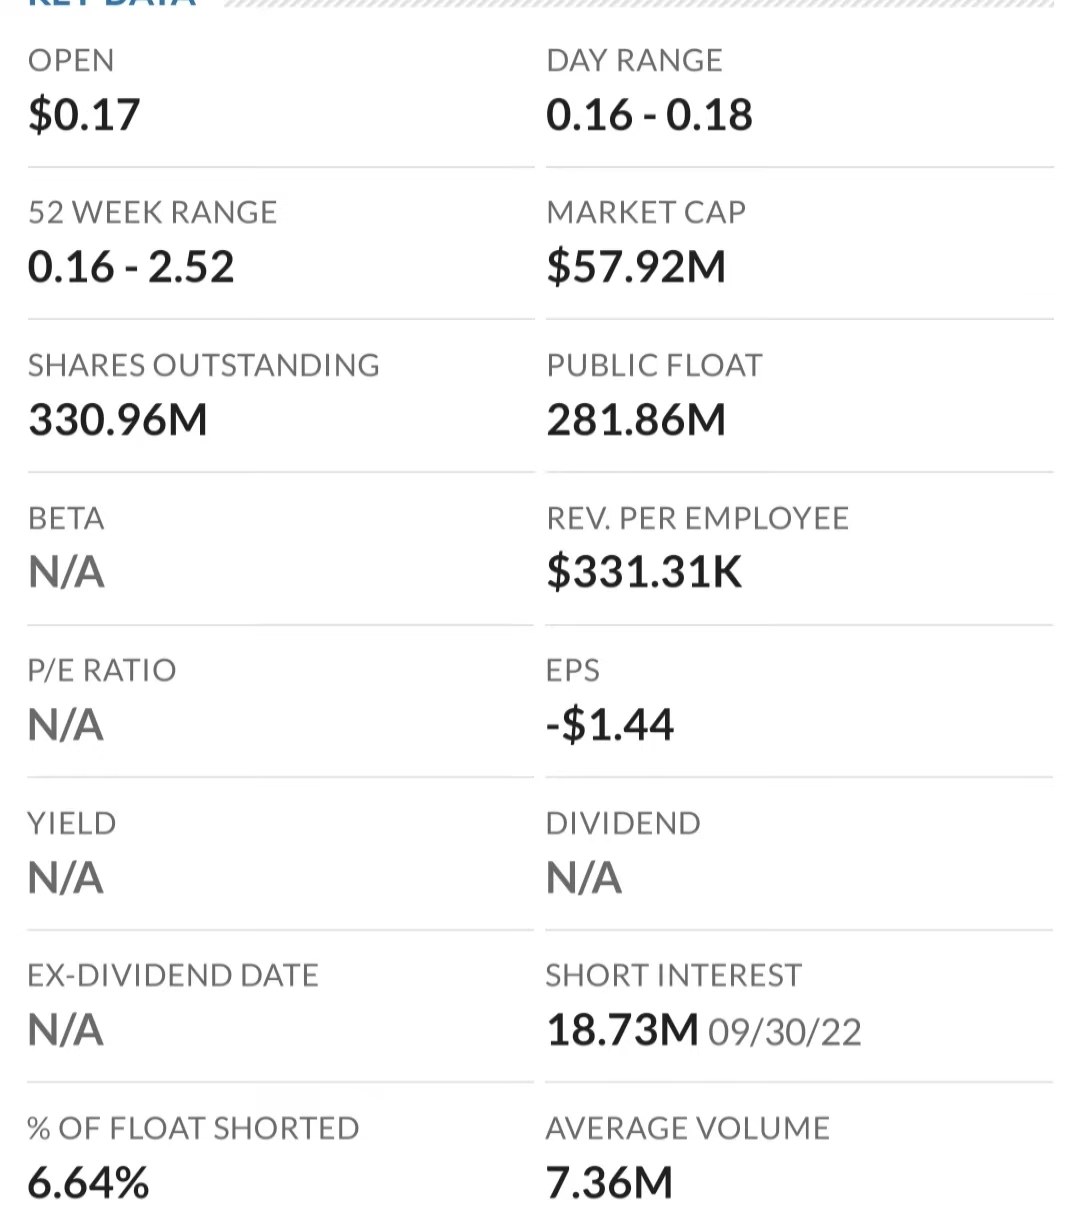 KEY DATA
OPEN
$0.17
DAY RANGE
0.16 - 0.18
52 WEEK RANGE
0.16 - 2.52
MARKET CAP
$57.92M
SHARES OUTSTANDING
330.96M
PUBLIC FLOAT
281.86M
BETA
N/A
REV. PER EMPLOYEE
$331.31K
P/E RATIO
N/A
EPS
-$1.44
YIELD
N/A
DIVIDEND
N/A
EX-DIVIDEND DATE
N/A
SHORT INTEREST
18.73M 09/30/22
% OF FLOAT SHORTED
6.64%
AVERAGE VOLUME
7.36M